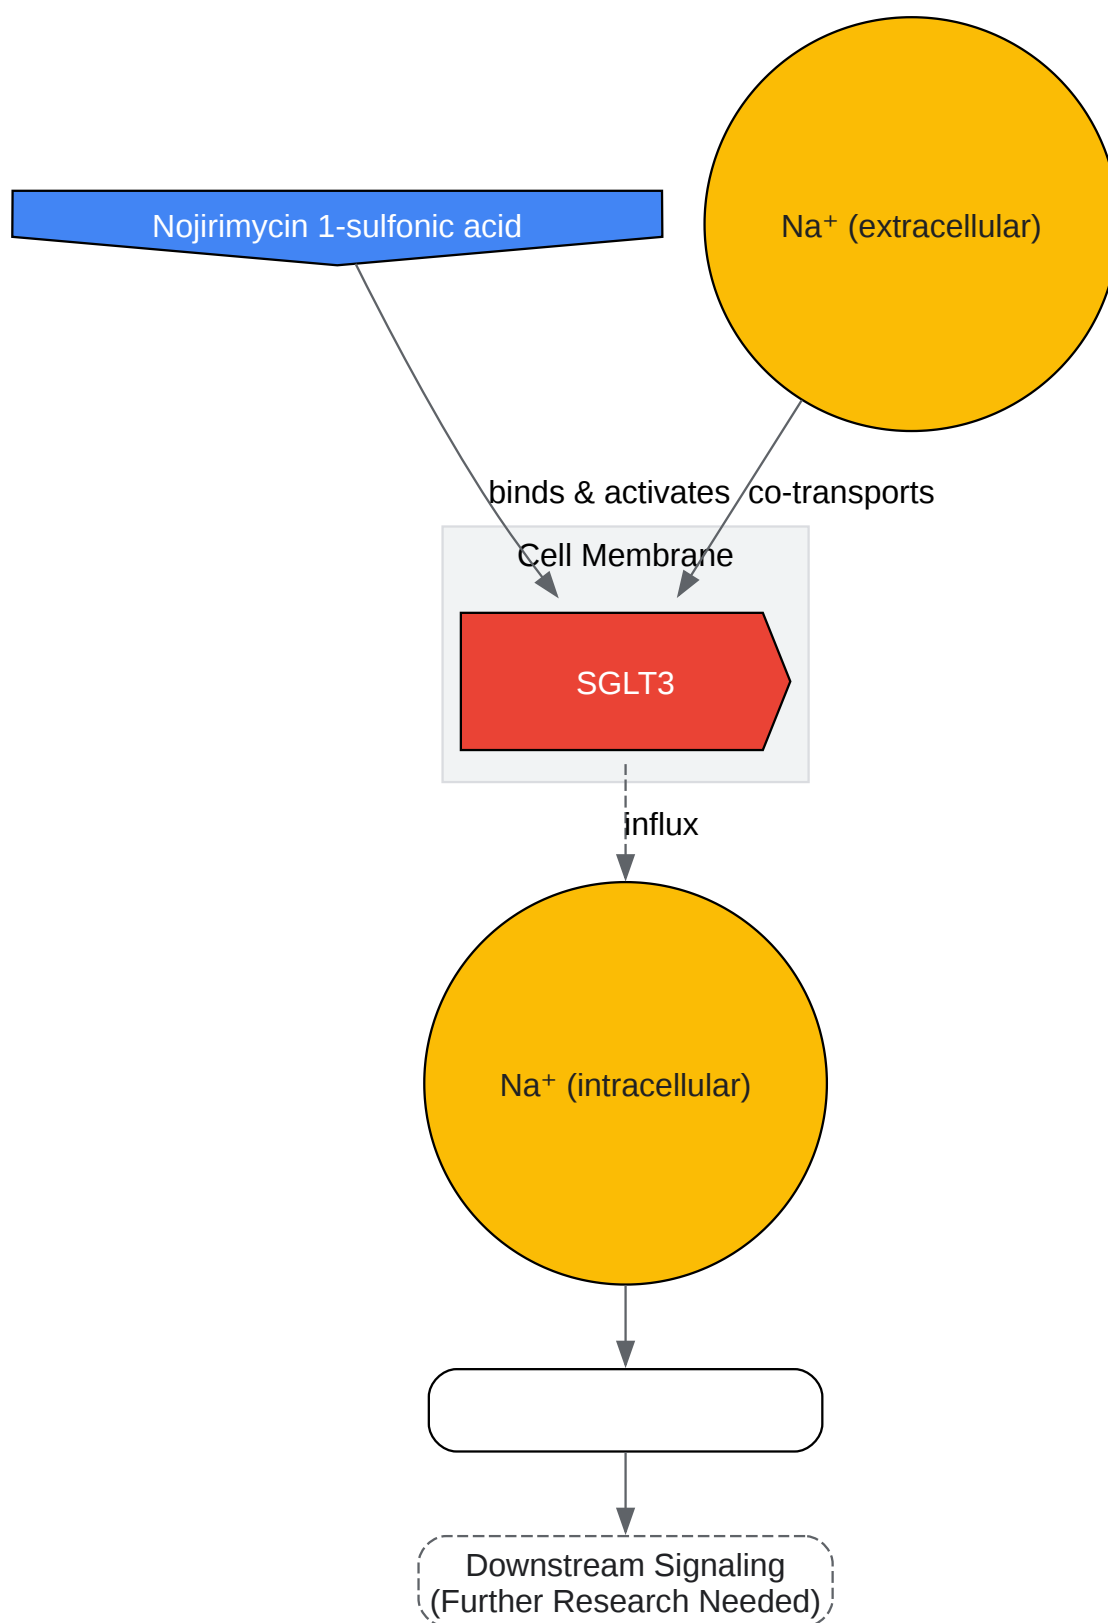 Nojirimycin 1-sulfonic acid
Na⁺ (extracellular)
binds & activates
co-transports
Cell Membrane
SGLT3
influx
Na⁺ (intracellular)
Downstream Signaling
(Further Research Needed)